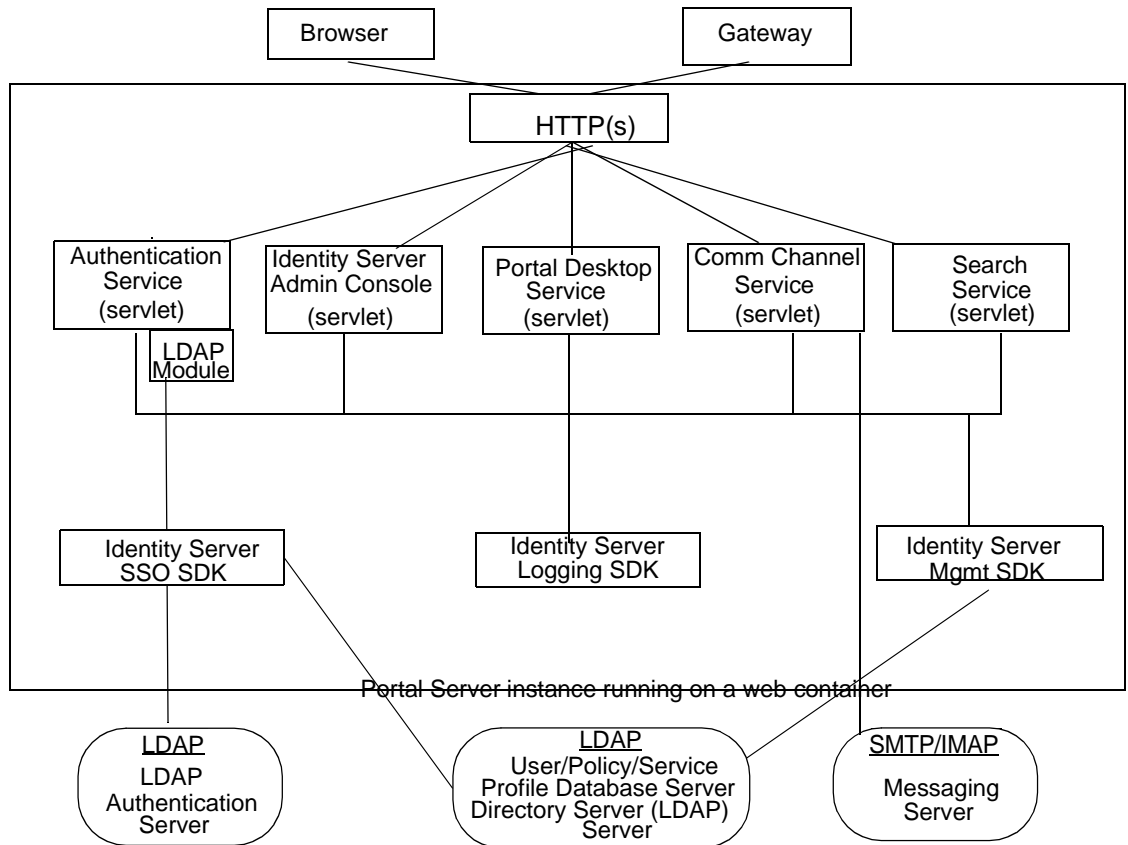 Browser
Gateway
HTTP(s)
Authentication
Service
(servlet)
Identity Server
Admin Console
(servlet)
Portal Desktop
Service
(servlet)
Comm Channel
Service
(servlet)
Search
Service
(servlet)
LDAP
Module
Identity Server
SSO SDK
Identity Server
Logging SDK
Identity Server
Mgmt SDK
Portal Server instance running on a web container
LDAP
LDAP
Authentication
Server
LDAP
User/Policy/Service
Profile Database Server
Directory Server (LDAP)
Server
SMTP/IMAP
Messaging
Server